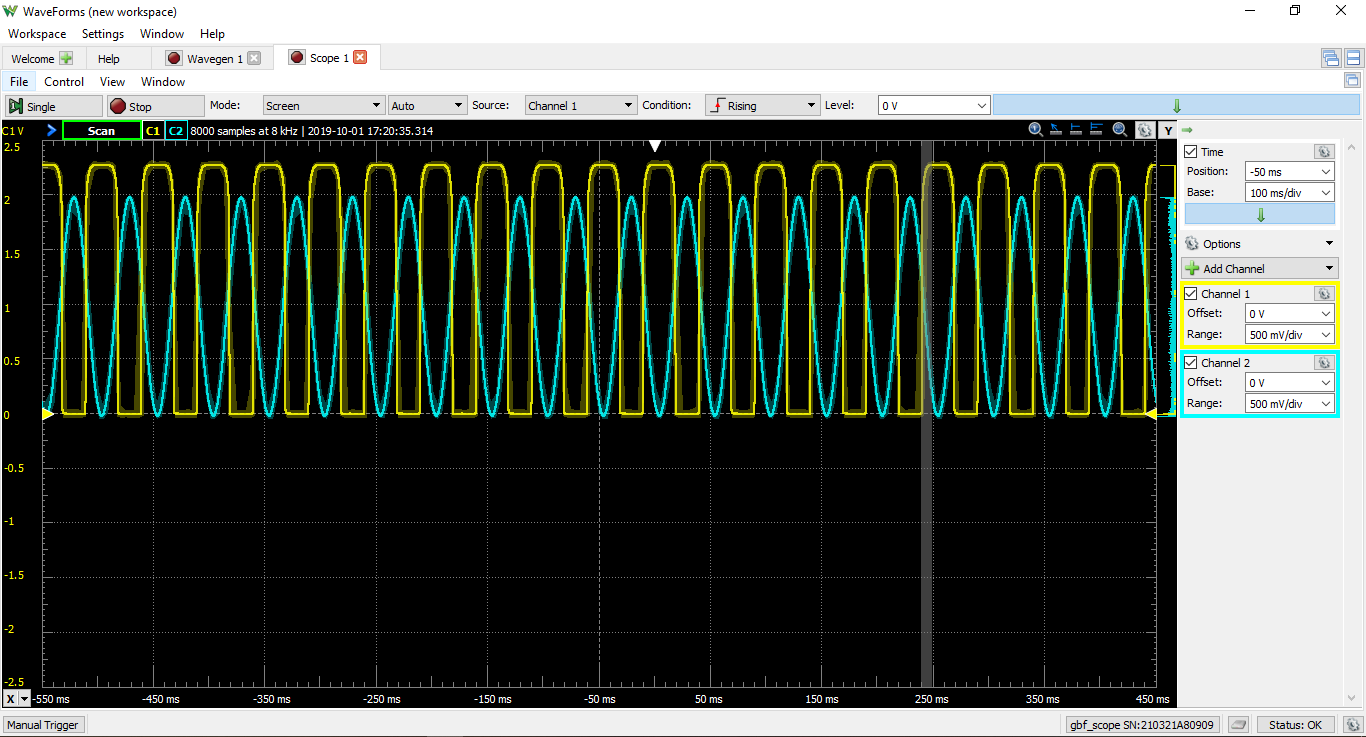 WaveForms (new workspace)
Workspace Settings Window Help
Welcome Help Wavegen 1 Scope 1
File Control View Window
Single Stop Mode: Screen Auto Source: Channel 1 Condition: Rising Level: 0 V
C1 V Scan C1 C2 8000 samples at 8 kHz | 2019-10-01 17:20:35.314 Y
2.5
2
1.5
1
0.5
0
-0.5
-1
-1.5
-2
-2.5
X -550 ms -450 ms -350 ms -250 ms -150 ms -50 ms 50 ms 150 ms 250 ms 350 ms 450 ms
Time
Position: -50 ms
Base: 100 ms/div
Options
Add Channel
Channel 1
Offset: 0 V
Range: 500 mV/div
Channel 2
Offset: 0 V
Range: 500 mV/div
Manual Trigger gbf_scope SN:210321A80909 Status: OK